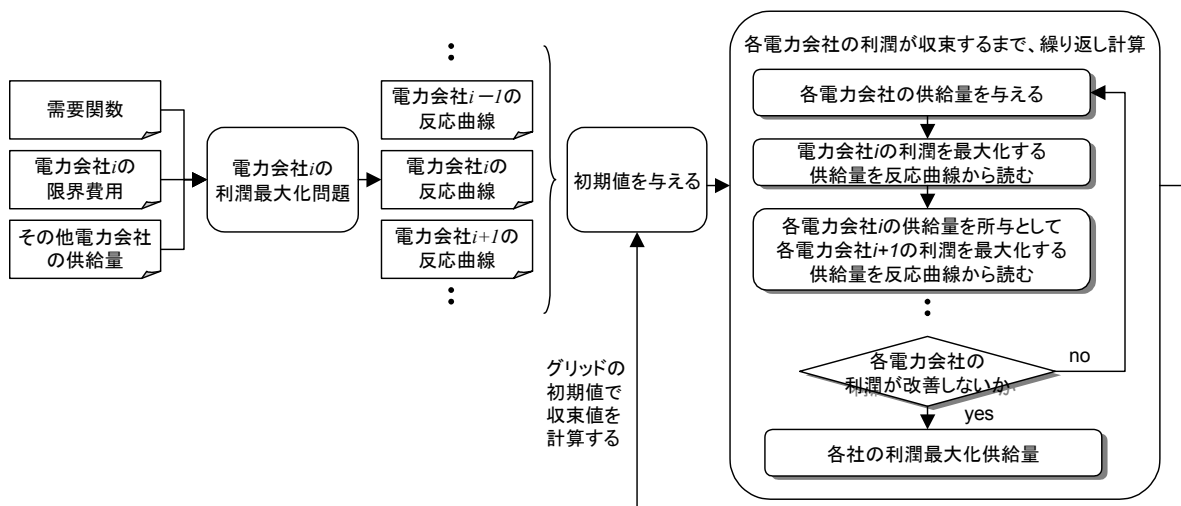 需要関数
電力会社iの
限界費用
その他電力会社
の供給量
電力会社iの
利潤最大化問題
電力会社i－1の
反応曲線
電力会社iの
反応曲線
電力会社i+1の
反応曲線
初期値を与える
グリッドの
初期値で
収束値を
計算する
各電力会社の利潤が収束するまで、繰り返し計算
各電力会社の供給量を与える
電力会社iの利潤を最大化する
供給量を反応曲線から読む
各電力会社iの供給量を所与として
各電力会社i+1の利潤を最大化する
供給量を反応曲線から読む
各電力会社の
利潤が改善しないか
no
yes
各社の利潤最大化供給量